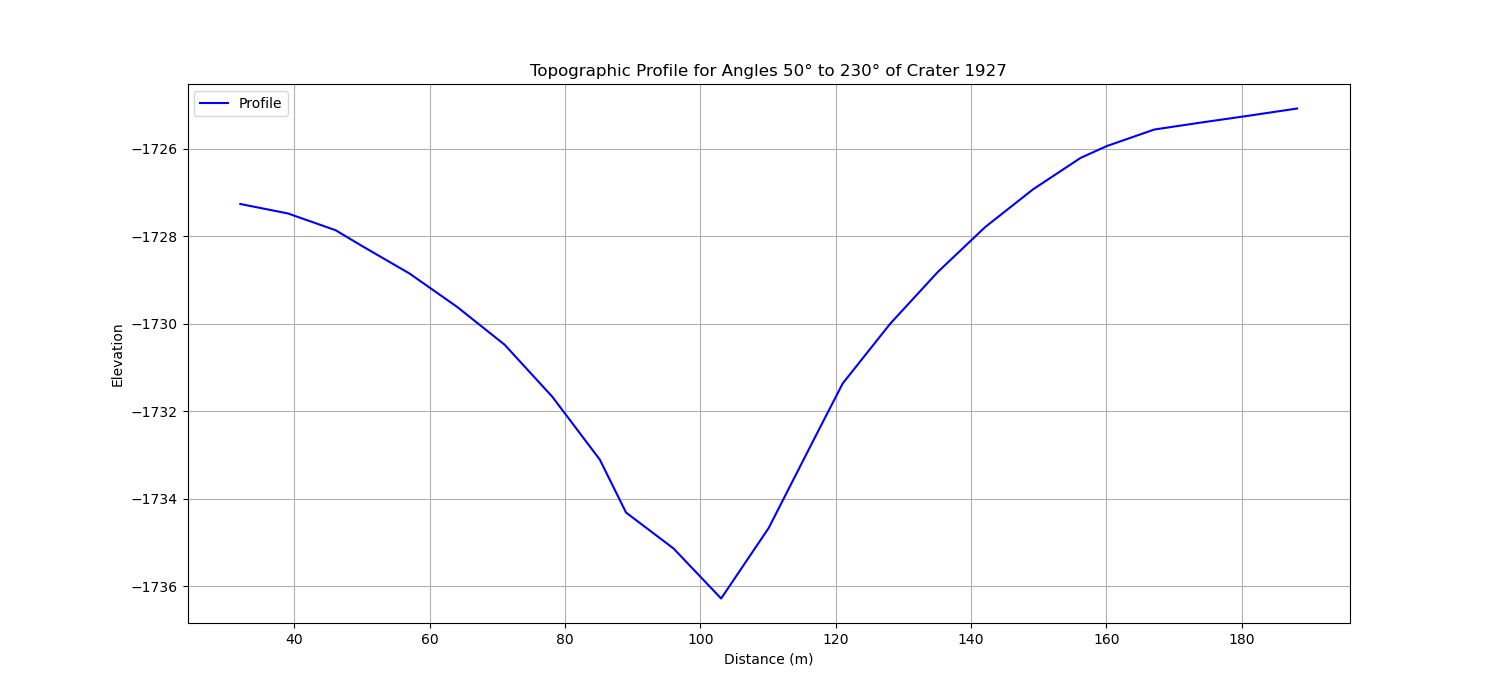 Topographic Profile for Angles 50° to 230° of Crater 1927
Profile
Elevation
−1726
−1728
−1730
−1732
−1734
−1736
40 60 80 100 120 140 160 180
Distance (m)